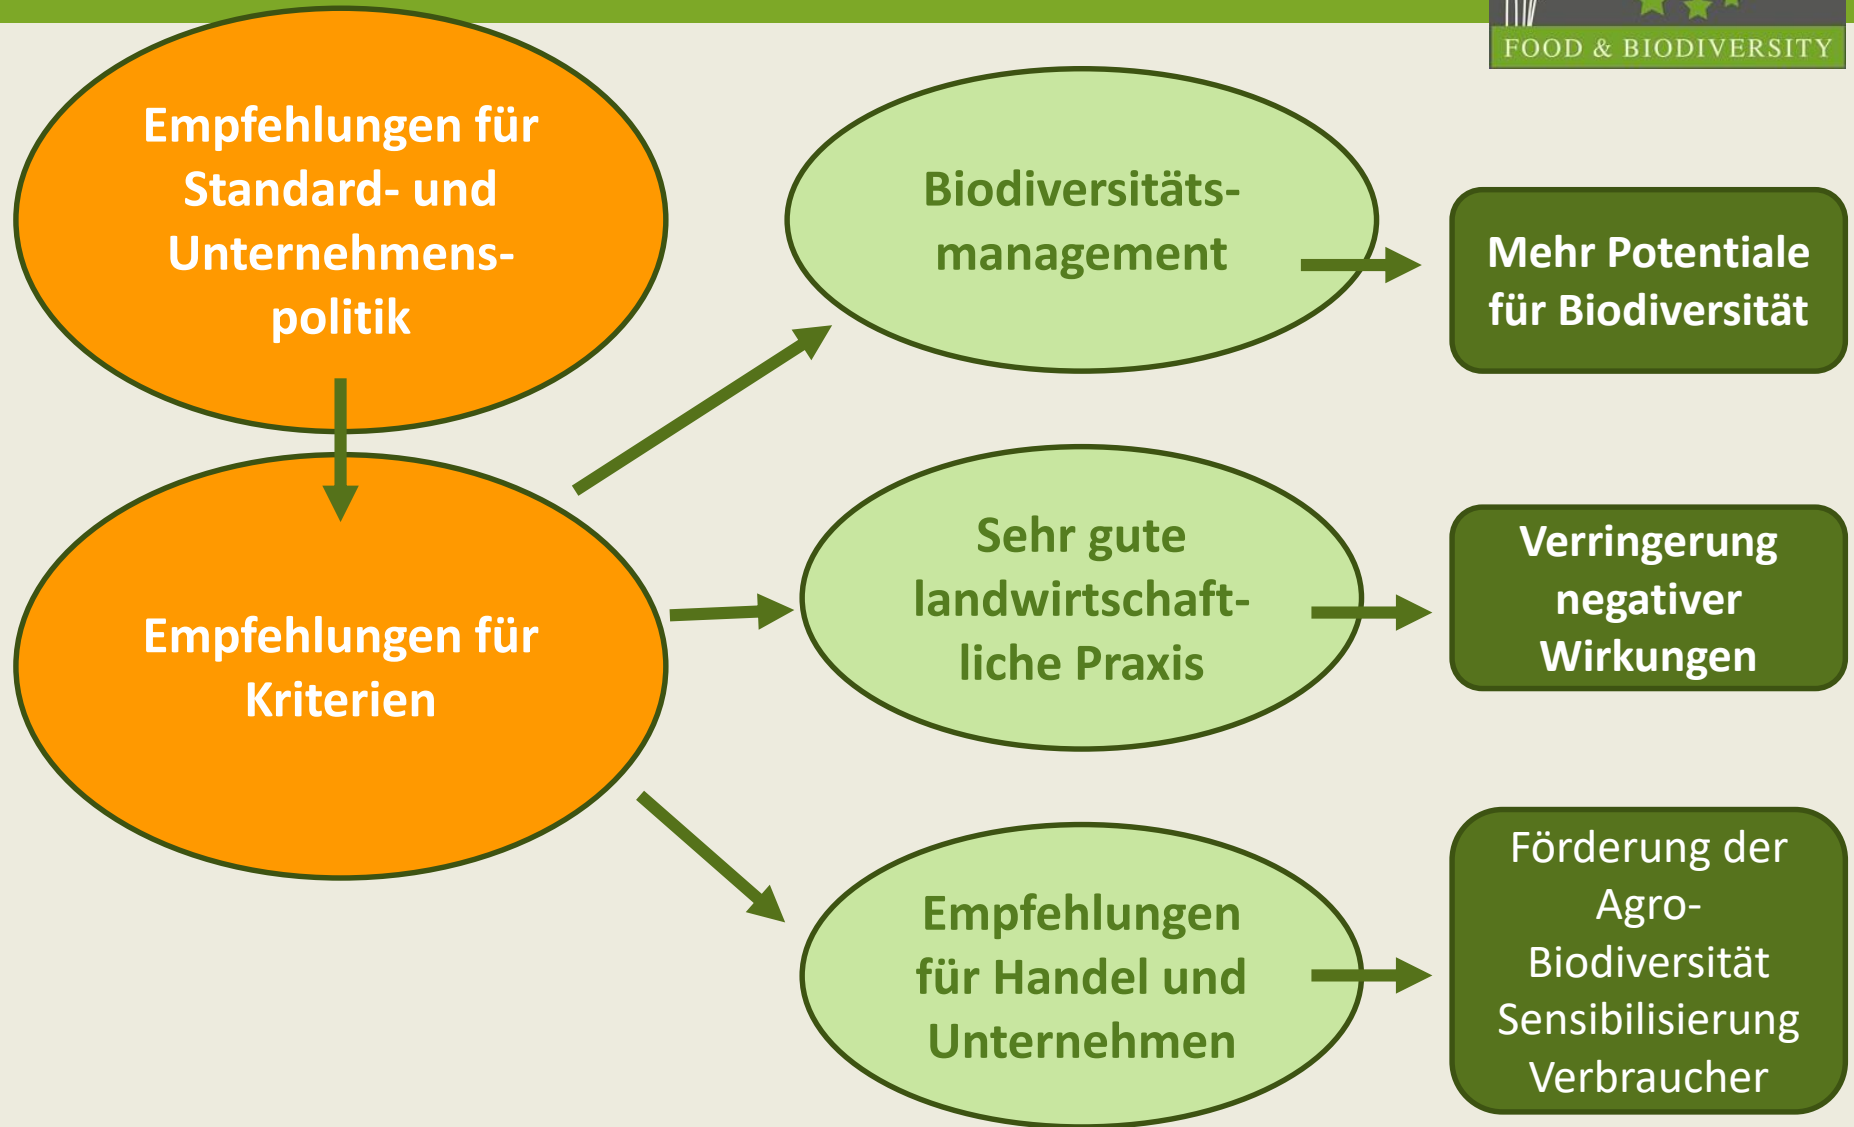 FOOD & BIODIVERSITY
Empfehlungen für
Standard- und
Unternehmens-
politik
Empfehlungen für
Kriterien
Biodiversitäts-
management
Sehr gute
landwirtschaft-
liche Praxis
Empfehlungen
für Handel und
Unternehmen
Mehr Potentiale
für Biodiversität
Verringerung
negativer
Wirkungen
Förderung der
Agro-
Biodiversität
Sensibilisierung
Verbraucher